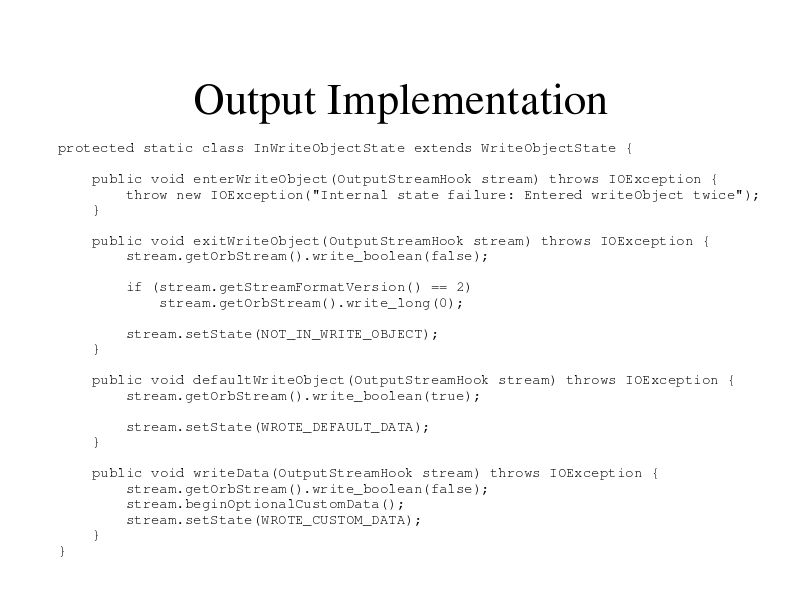 Output Implementation
protected static class InWriteObjectState extends WriteObjectState {
public void enterWriteObject(OutputStreamHook stream) throws IOException {
throw new IOException("Internal state failure: Entered writeObject twice");
}
public void exitWriteObject(OutputStreamHook stream) throws IOException {
stream.getOrbStream().write_boolean(false);
if (stream.getStreamFormatVersion() == 2)
stream.getOrbStream().write_long(0);
stream.setState(NOT_IN_WRITE_OBJECT);
}
public void defaultWriteObject(OutputStreamHook stream) throws IOException {
stream.getOrbStream().write_boolean(true);
stream.setState(WROTE_DEFAULT_DATA);
}
public void writeData(OutputStreamHook stream) throws IOException {
stream.getOrbStream().write_boolean(false);
stream.beginOptionalCustomData();
stream.setState(WROTE_CUSTOM_DATA);
}
}